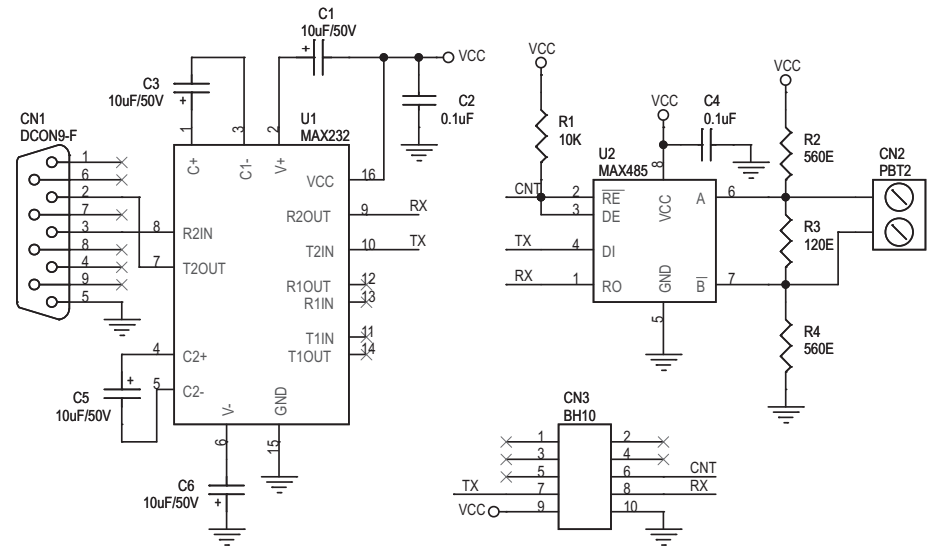 C1
10uF/50V
+
VCC
C3
10uF/50V
+
C2
0.1uF
1
3
2
U1
MAX232
C+
C1-
V+
VCC
16
R2OUT
9
RX
T2IN
10
TX
R1OUT
12
R1IN
13
T1IN
11
T1OUT
14
8
R2IN
7
T2OUT
4
C2+
5
C2-
V-
GND
6
15
CN1
DCON9-F
1
6
2
7
3
8
4
9
5
C5
10uF/50V
+
C6
10uF/50V
+
VCC
R1
10K
CNT
TX
RX
VCC
C4
0.1uF
U2
MAX485
8
2
RE
3
DE
4
DI
1
RO
VCC
GND
5
A
6
B
7
VCC
R2
560E
R3
120E
R4
560E
CN2
PBT2
CN3
BH10
1
2
3
4
5
6
CNT
TX
7
8
RX
VCC
9
10